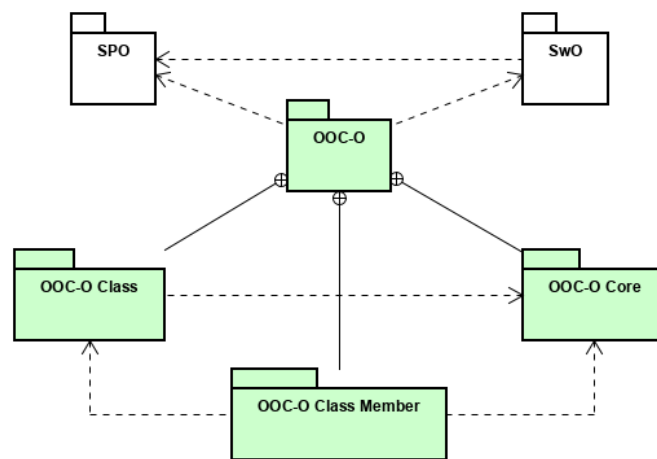 SPO
SwO
OOC-O
OOC-O Class
OOC-O Core
OOC-O Class Member